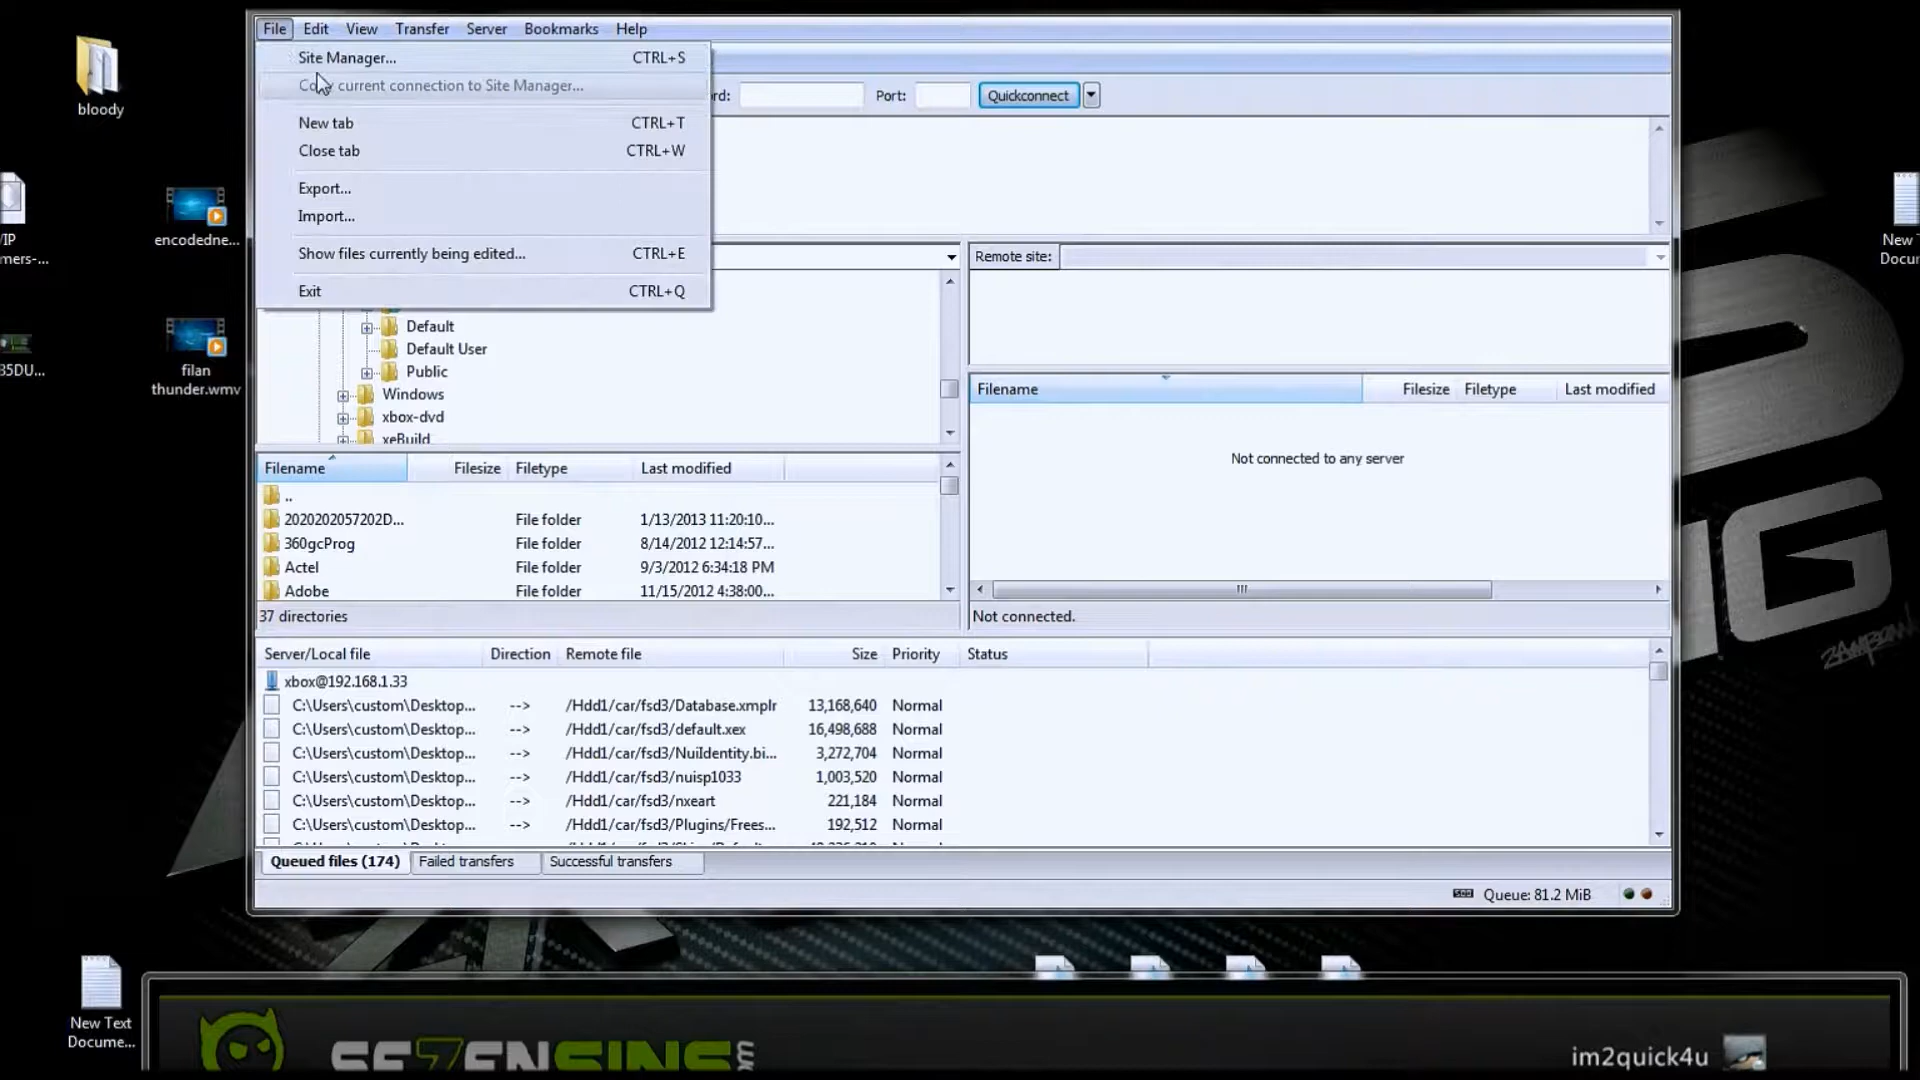 File Edit View Transfer Server Bookmarks Help
Site Manager... CTRL+S
current connection to Site Manager...
New tab CTRL+T
Close tab CTRL+W
Export...
Import...
Show files currently being edited... CTRL+E
Exit CTRL+Q
rd: Port: Quickconnect
Remote site:
Default
Default User
Public
Windows
xbox-dvd
xeBuild
Filename Filesize Filetype Last modified
Not connected to any server
Filename Filesize Filetype Last modified
..
2020202057202D... File folder 1/13/2013 11:20:10...
360gcProg File folder 8/14/2012 12:14:57...
Actel File folder 9/3/2012 6:34:18 PM
Adobe File folder 11/15/2012 4:38:00...
37 directories
Not connected.
Server/Local file Direction Remote file Size Priority Status
xbox@192.168.1.33
C:\Users\custom\Desktop... --> /Hdd1/car/fsd3/Database.xmplr 13,168,640 Normal
C:\Users\custom\Desktop... --> /Hdd1/car/fsd3/default.xex 16,498,688 Normal
C:\Users\custom\Desktop... --> /Hdd1/car/fsd3/NuiIdentity.bi... 3,272,704 Normal
C:\Users\custom\Desktop... --> /Hdd1/car/fsd3/nuisp1033 1,003,520 Normal
C:\Users\custom\Desktop... --> /Hdd1/car/fsd3/nxeart 221,184 Normal
C:\Users\custom\Desktop... --> /Hdd1/car/fsd3/Plugins/Frees... 192,512 Normal
Queued files (174) Failed transfers Successful transfers
Queue: 81.2 MiB
bloody
encodedne...
filan
thunder.wmv
/IP
mers-...
35DU...
New T
Docum
New Text
Docume...
SE7ENSINS
im2quick4u